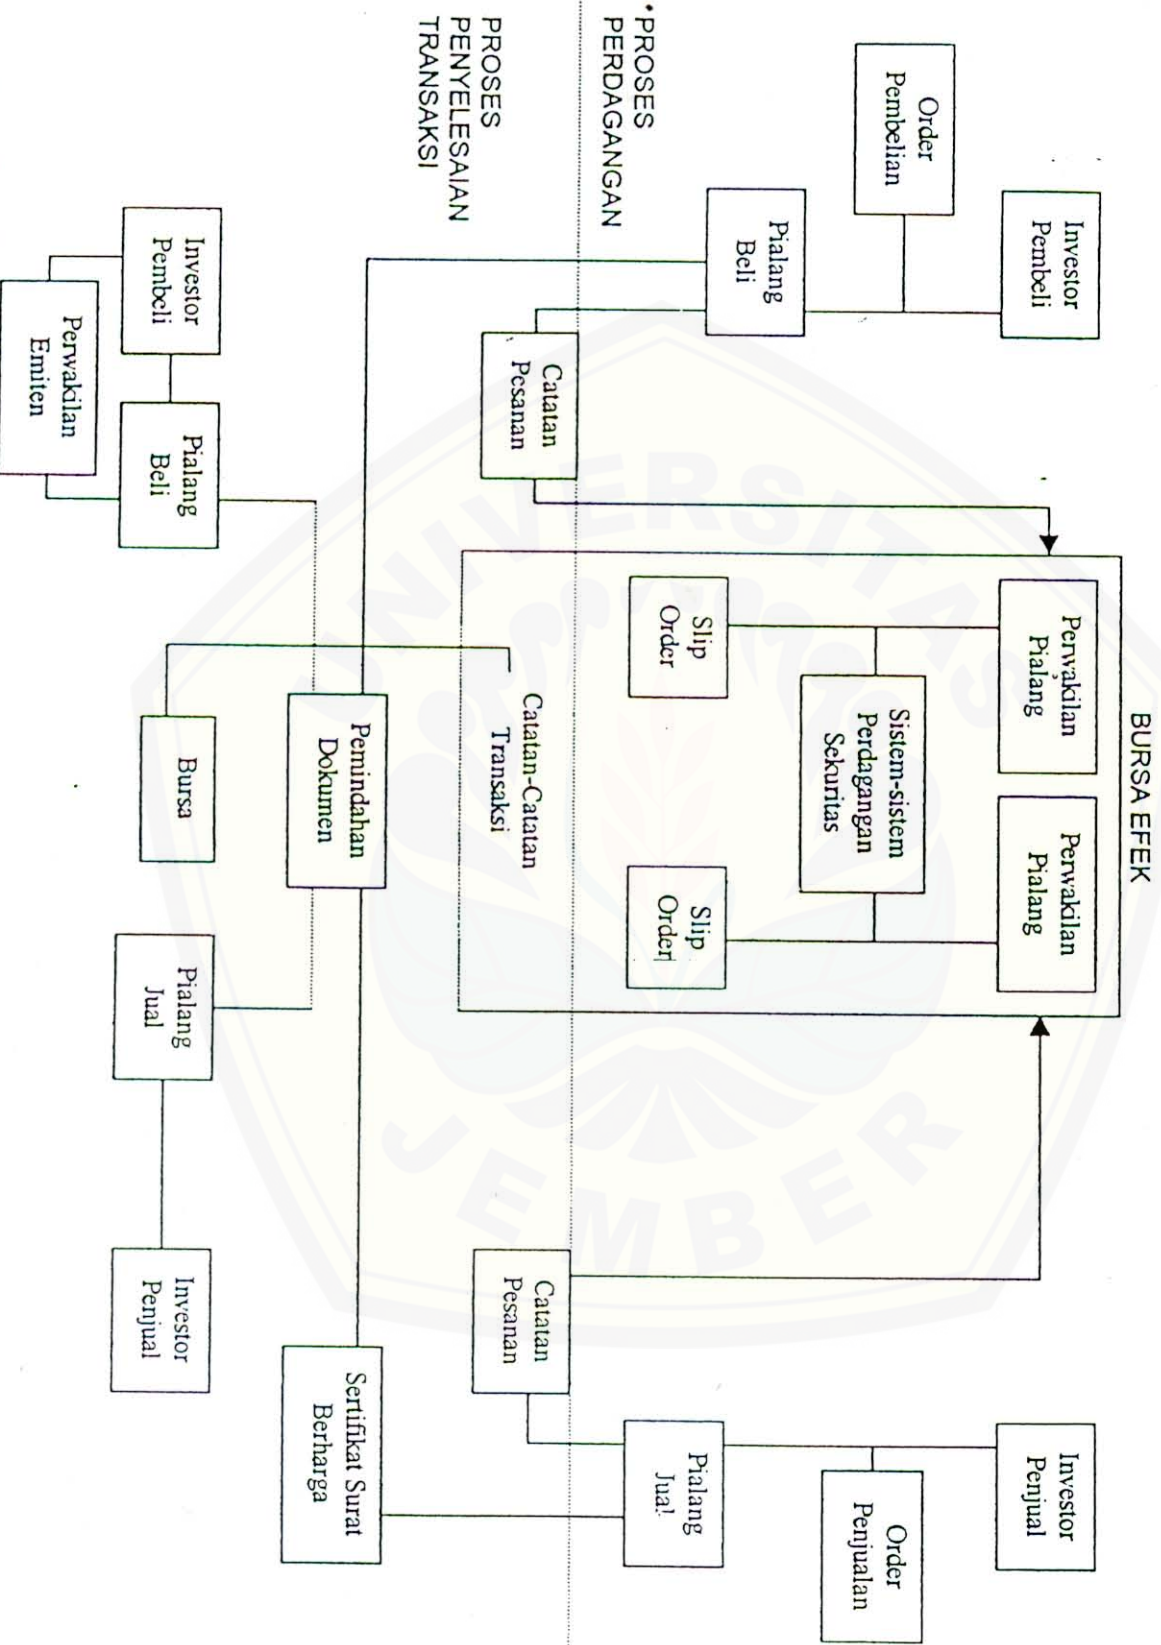 BURSA EFEK
Investor
Pembeli
Order
Pembelian
Pialang
Beli
Perwakilan
Pialang
Perwakilan
Pialang
Sistem-sistem
Perdagangan
Sekuritas
Slip
Order
Slip
Order
Investor
Penjual
Order
Penjualan
Pialang
Jual
• PROSES
PERDAGANGAN
Catatan
Pesanan
Catatan-Catatan
Transaksi
Catatan
Pesanan
PROSES
PENYELESAIAN
TRANSAKSI
Pemindahan
Dokumen
Sertifikat Surat
Berharga
Investor
Pembeli
Pialang
Beli
Bursa
Pialang
Jual
Investor
Penjual
Perwakilan
Emiten
UNIVERSITAS
JEMBER